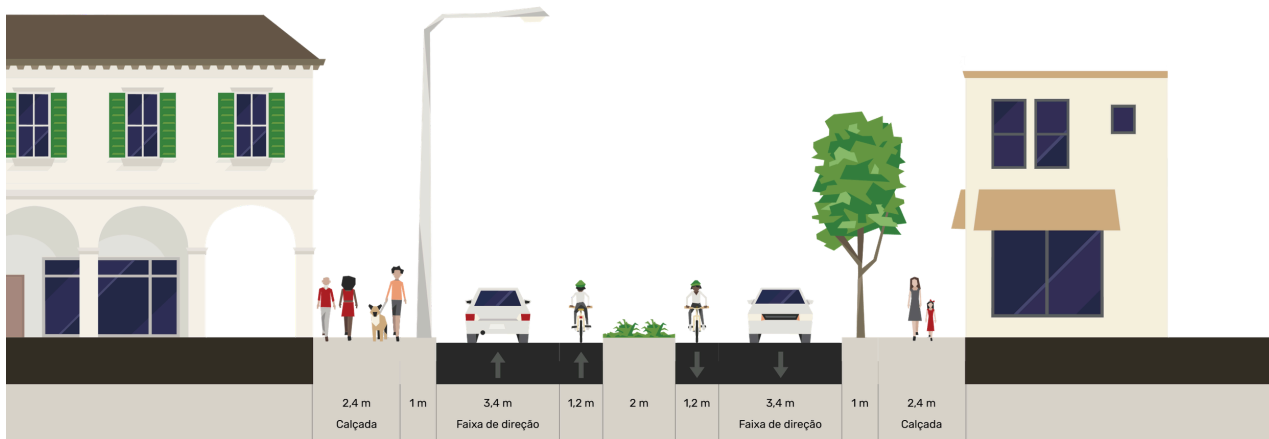 2,4 m
Calçada
1 m
3,4 m
Faixa de direção
1,2 m
2 m
1,2 m
3,4 m
Faixa de direção
1 m
2,4 m
Calçada